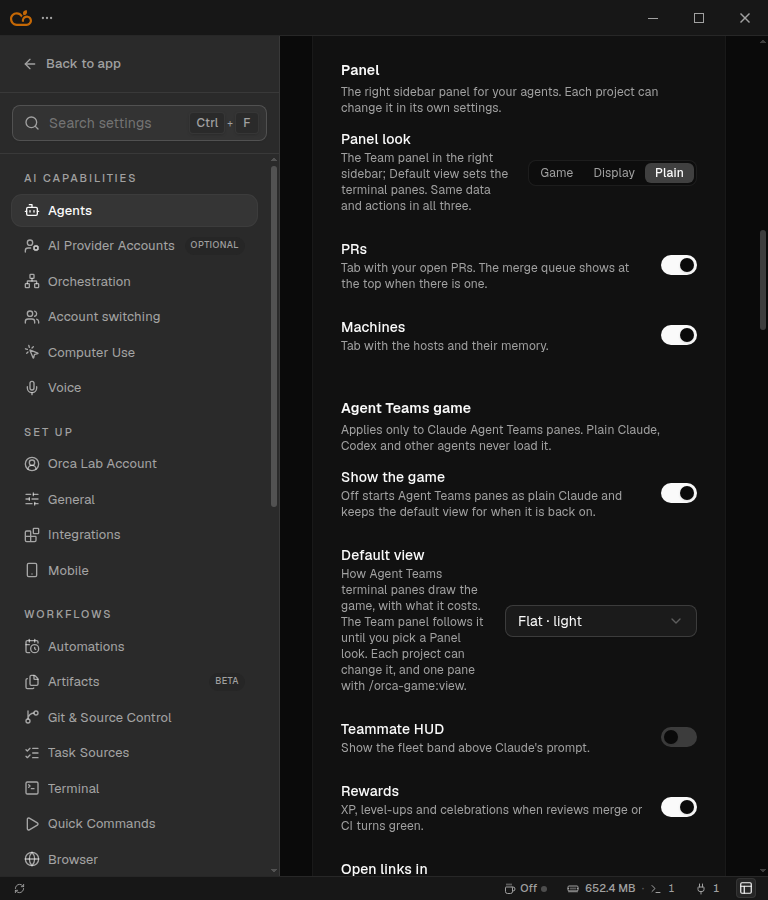 Back to app
Search settings
Ctrl + F
AI CAPABILITIES
Agents
AI Provider Accounts OPTIONAL
Orchestration
Account switching
Computer Use
Voice
SET UP
Orca Lab Account
General
Integrations
Mobile
WORKFLOWS
Automations
Artifacts BETA
Git & Source Control
Task Sources
Terminal
Quick Commands
Browser
Panel
The right sidebar panel for your agents. Each project can
change it in its own settings.
Panel look
The Team panel in the right
sidebar; Default view sets the
terminal panes. Same data
and actions in all three.
Game Display Plain
PRs
Tab with your open PRs. The merge queue shows at
the top when there is one.
Machines
Tab with the hosts and their memory.
Agent Teams game
Applies only to Claude Agent Teams panes. Plain Claude,
Codex and other agents never load it.
Show the game
Off starts Agent Teams panes as plain Claude and
keeps the default view for when it is back on.
Default view
How Agent Teams
terminal panes draw the
game, with what it costs.
The Team panel follows it
until you pick a Panel
look. Each project can
change it, and one pane
with /orca-game:view.
Flat · light
Teammate HUD
Show the fleet band above Claude's prompt.
Rewards
XP, level-ups and celebrations when reviews merge or
CI turns green.
Open links in
Off 652.4 MB · 1 1